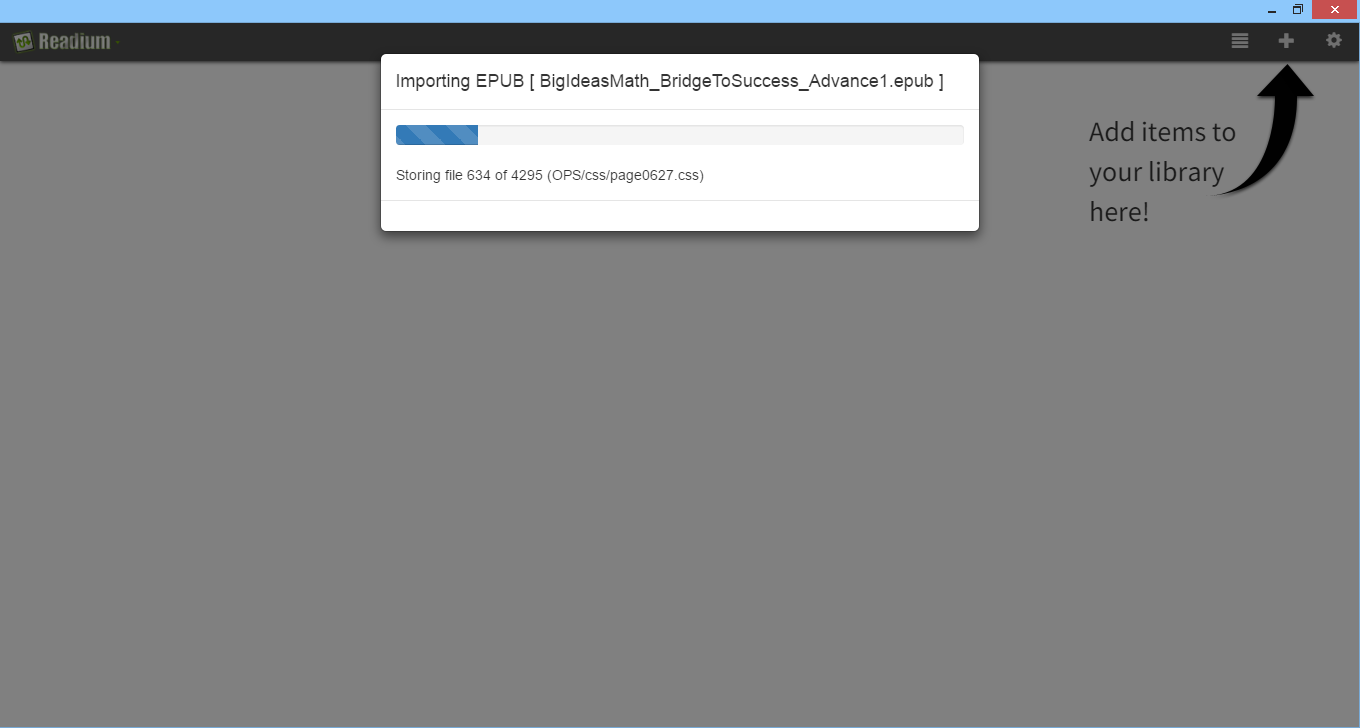 Readium
Importing EPUB [ BigIdeasMath_BridgeToSuccess_Advance1.epub ]
Storing file 634 of 4295 (OPS/css/page0627.css)
Add items to
your library
here!